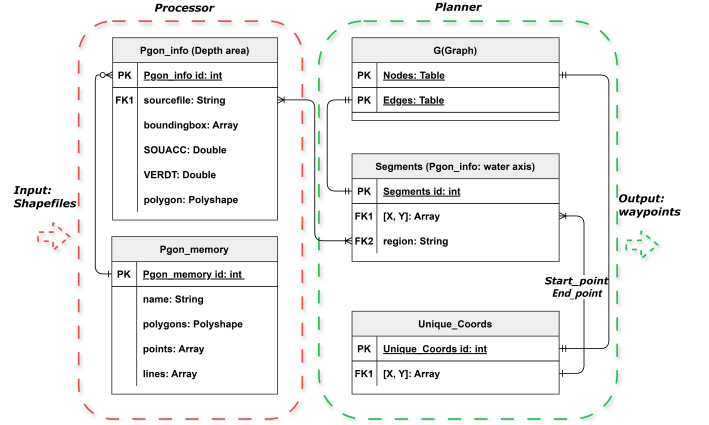 Processor
Planner
Input:
Shapefiles
Pgon_info (Depth area)
PK Pgon_info id: int
FK1 sourcefile: String
boundingbox: Array
SOUACC: Double
VERDT: Double
polygon: Polyshape
Pgon_memory
PK Pgon_memory id: int
name: String
polygons: Polyshape
points: Array
lines: Array
G(Graph)
PK Nodes: Table
PK Edges: Table
Segments (Pgon_info: water axis)
PK Segments id: int
FK1 [X, Y]: Array
FK2 region: String
Start_point
End_point
Unique_Coords
PK Unique_Coords id: int
FK1 [X, Y]: Array
Output:
waypoints